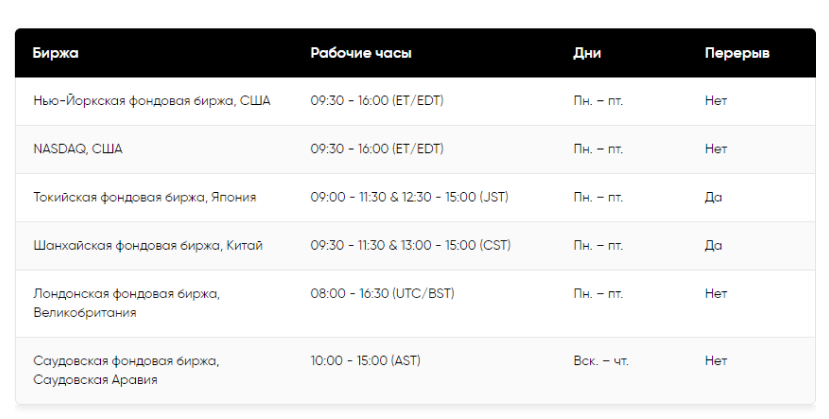 Биржа Рабочие часы Дни Перерыв
Нью-Йоркская фондовая биржа, США 09:30 - 16:00 (ET/EDT) Пн. – пт. Нет
NASDAQ, США 09:30 - 16:00 (ET/EDT) Пн. – пт. Нет
Токийская фондовая биржа, Япония 09:00 - 11:30 & 12:30 - 15:00 (JST) Пн. – пт. Да
Шанхайская фондовая биржа, Китай 09:30 - 11:30 & 13:00 - 15:00 (CST) Пн. – пт. Да
Лондонская фондовая биржа, 08:00 - 16:30 (UTC/BST) Пн. – пт. Нет
Великобритания
Саудовская фондовая биржа, 10:00 - 15:00 (AST) Вск. – чт. Нет
Саудовская Аравия